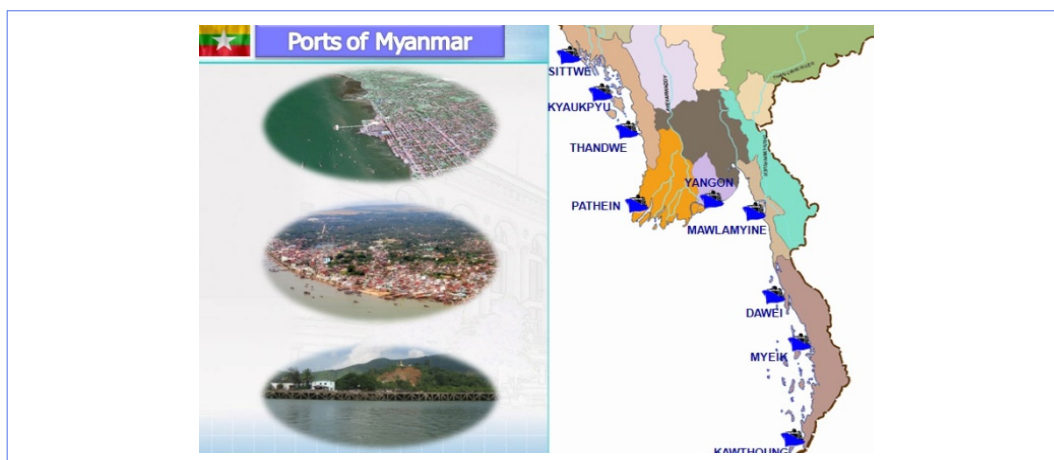 Ports of Myanmar
SITTWE
KYAUKPYU
THANDWE
PATHEIN
YANGON
MAWLAMYINE
DAWEI
MYEIK
KAWTHOUNG